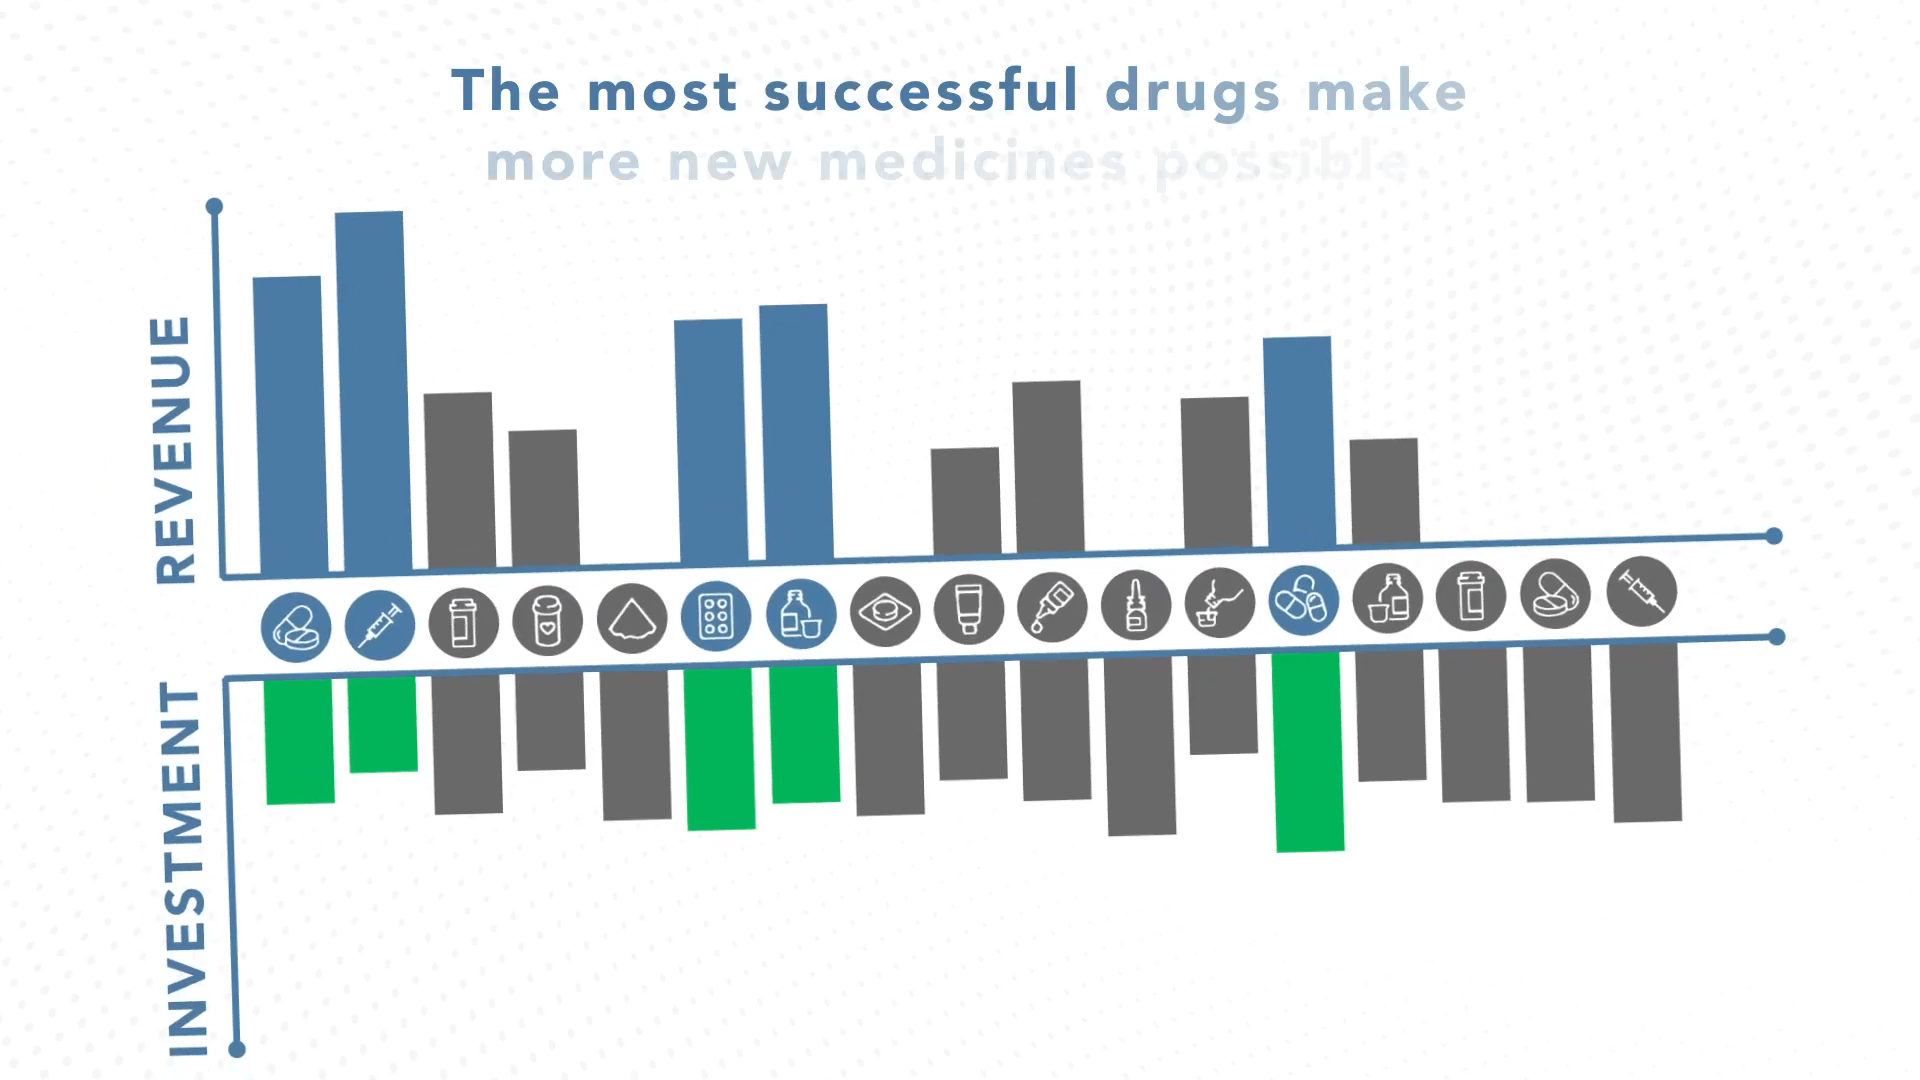 The most successful drugs make
more new medicines possible.
REVENUE
INVESTMENT